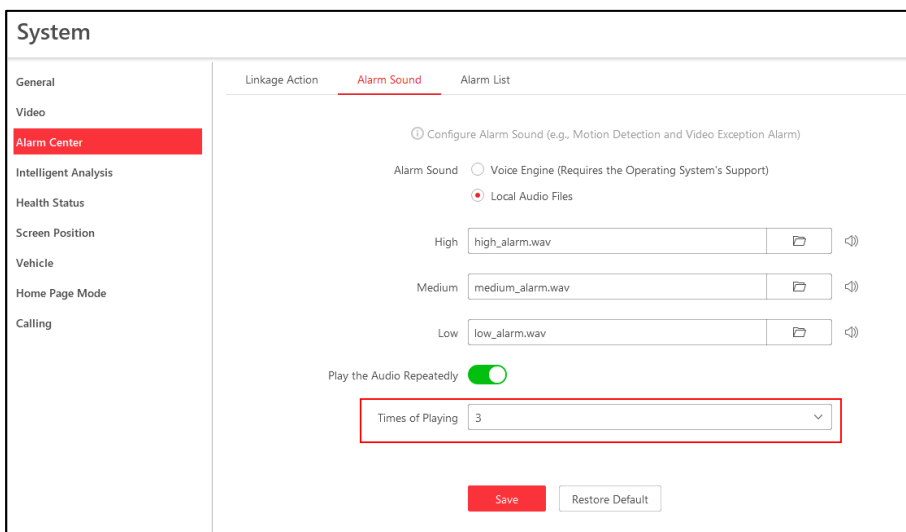 System
General
Video
Alarm Center
Intelligent Analysis
Health Status
Screen Position
Vehicle
Home Page Mode
Calling
Linkage Action Alarm Sound Alarm List
Configure Alarm Sound (e.g., Motion Detection and Video Exception Alarm)
Alarm Sound Voice Engine (Requires the Operating System's Support)
Local Audio Files
High high_alarm.wav
Medium medium_alarm.wav
Low low_alarm.wav
Play the Audio Repeatedly
Times of Playing 3
Save Restore Default